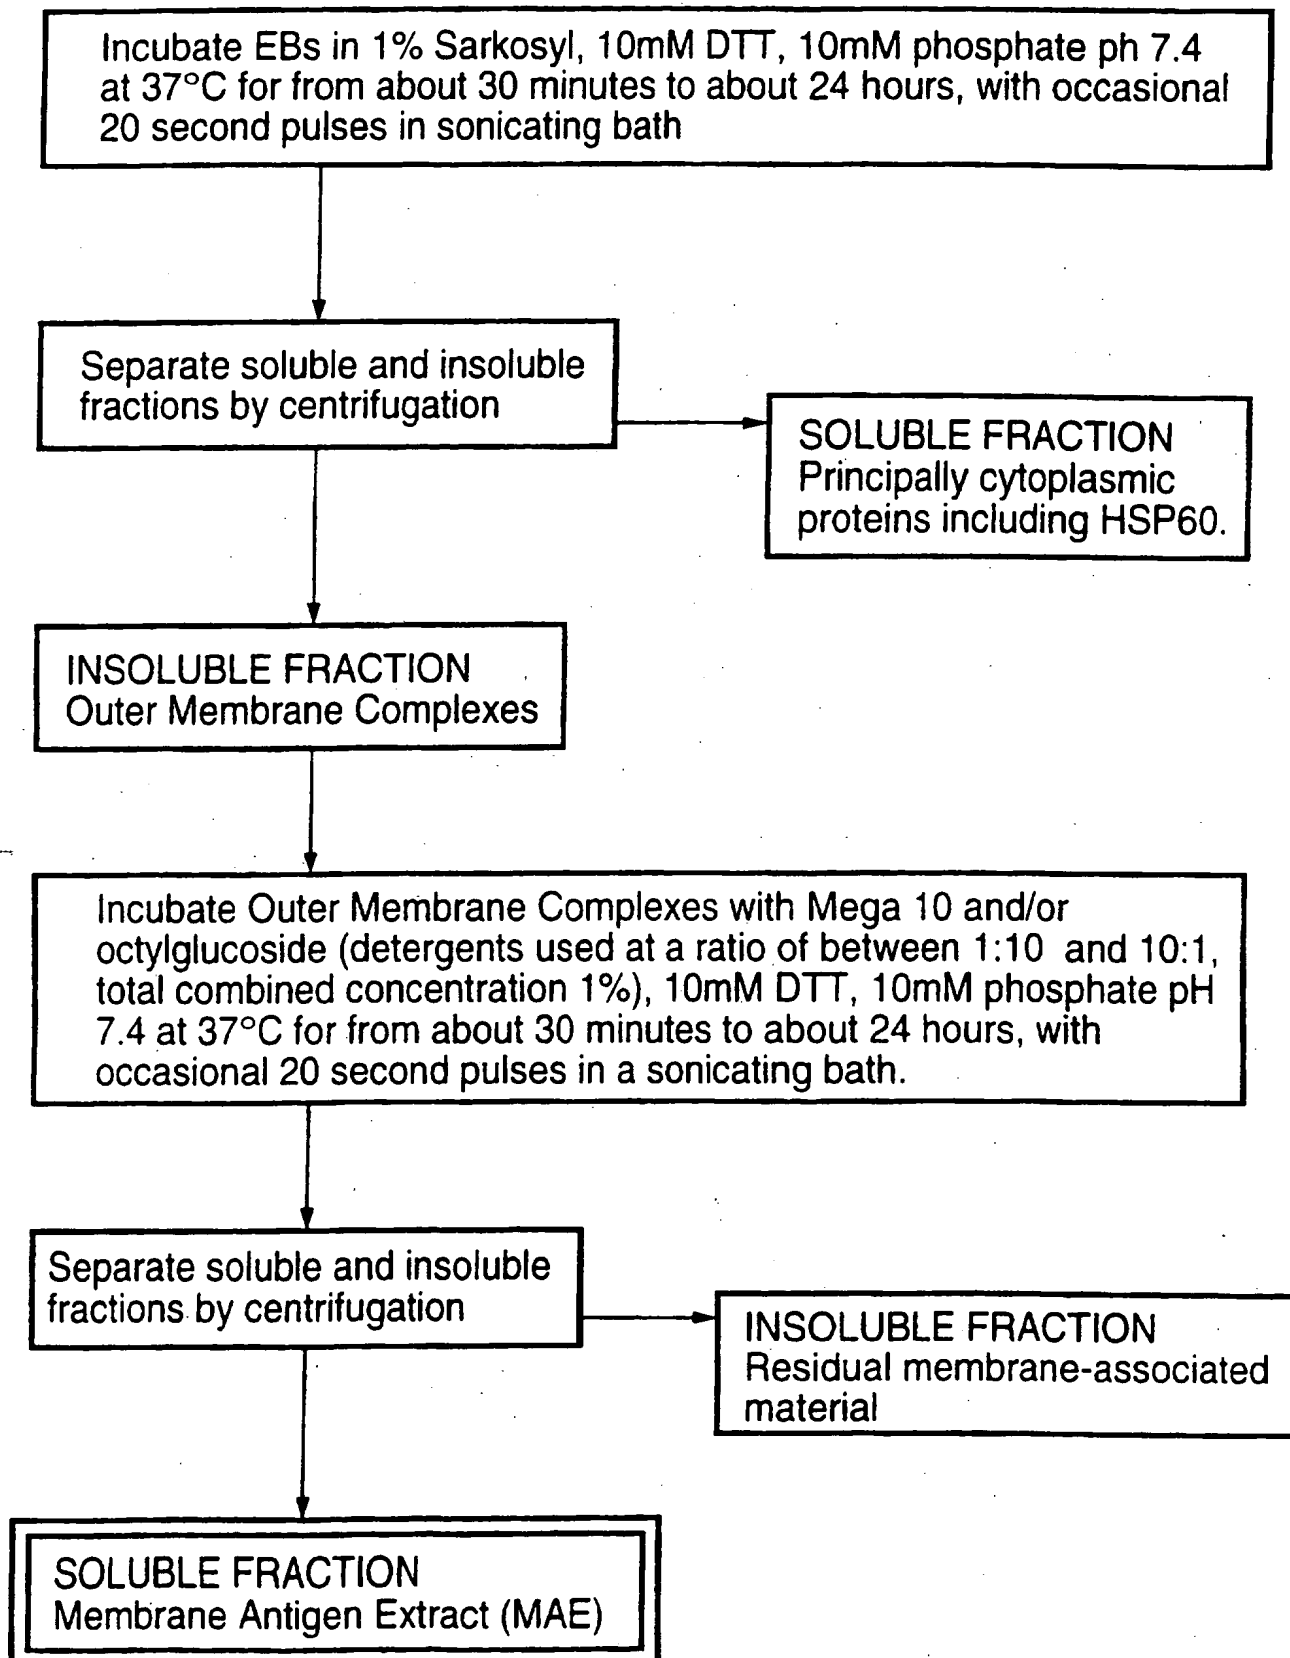 Incubate EBs in 1% Sarkosyl, 10mM DTT, 10mM phosphate ph 7.4
at 37°C for from about 30 minutes to about 24 hours, with occasional
20 second pulses in sonicating bath
Separate soluble and insoluble
fractions by centrifugation
SOLUBLE FRACTION
Principally cytoplasmic
proteins including HSP60.
INSOLUBLE FRACTION
Outer Membrane Complexes
Incubate Outer Membrane Complexes with Mega 10 and/or
octylglucoside (detergents used at a ratio of between 1:10 and 10:1,
total combined concentration 1%), 10mM DTT, 10mM phosphate pH
7.4 at 37°C for from about 30 minutes to about 24 hours, with
occasional 20 second pulses in a sonicating bath.
Separate soluble and insoluble
fractions by centrifugation
INSOLUBLE FRACTION
Residual membrane-associated
material
SOLUBLE FRACTION
Membrane Antigen Extract (MAE)